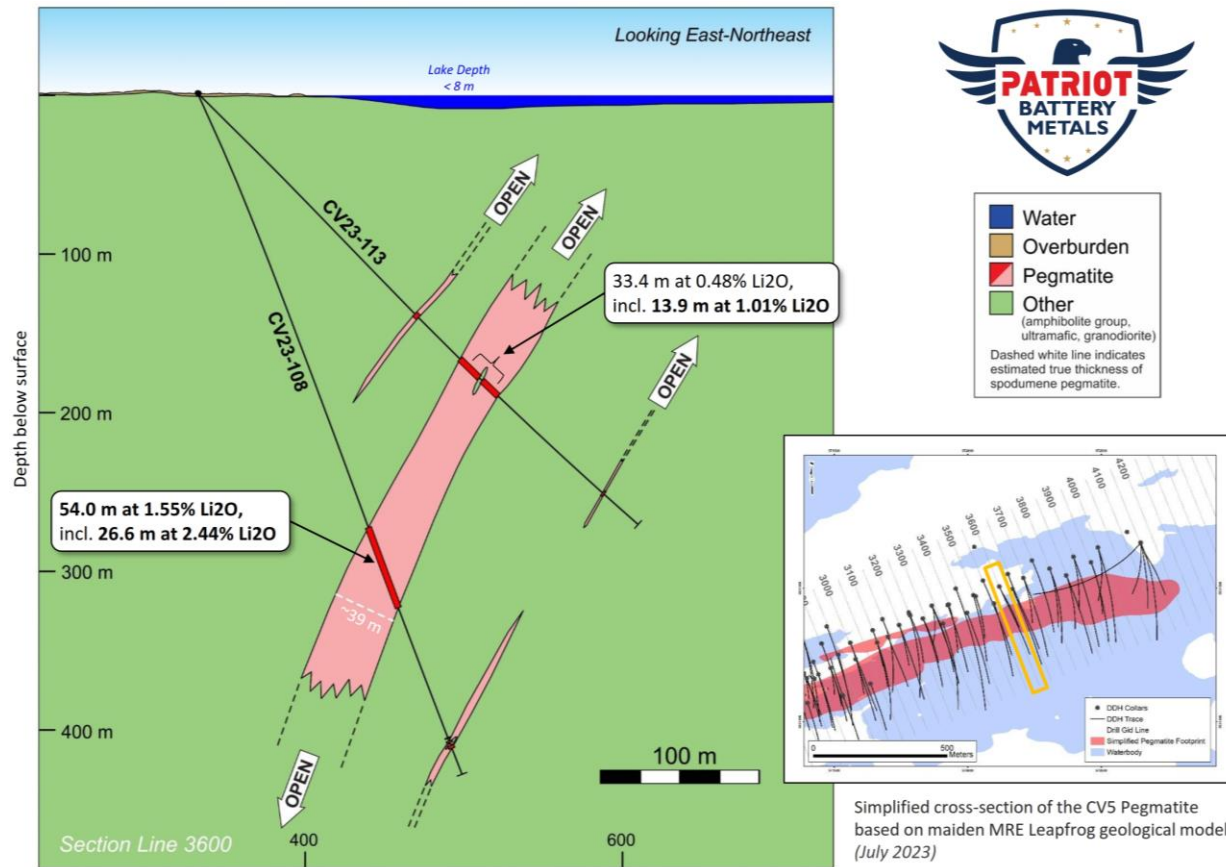 Looking East-Northeast
Lake Depth
< 8 m
PATRIOT
BATTERY
METALS
Water
Overburden
Pegmatite
Other
(amphibolite group,
ultramafic, granodiorite)
Dashed white line indicates
estimated true thickness of
spodumene pegmatite.
Depth below surface
100 m
200 m
300 m
400 m
CV23-113
CV23-108
OPEN
OPEN
OPEN
OPEN
33.4 m at 0.48% Li2O,
incl. 13.9 m at 1.01% Li2O
54.0 m at 1.55% Li2O,
incl. 26.6 m at 2.44% Li2O
~39 m
100 m
Section Line 3600
400
600
3000
3100
3200
3300
3400
3500
3600
3700
3800
3900
4000
4100
4200
DDH Collars
DDH Trace
Drill Gid Line
Simplified Pegmatite Footprint
Waterbody
0
500
Meters
Simplified cross-section of the CV5 Pegmatite
based on maiden MRE Leapfrog geological model
(July 2023)